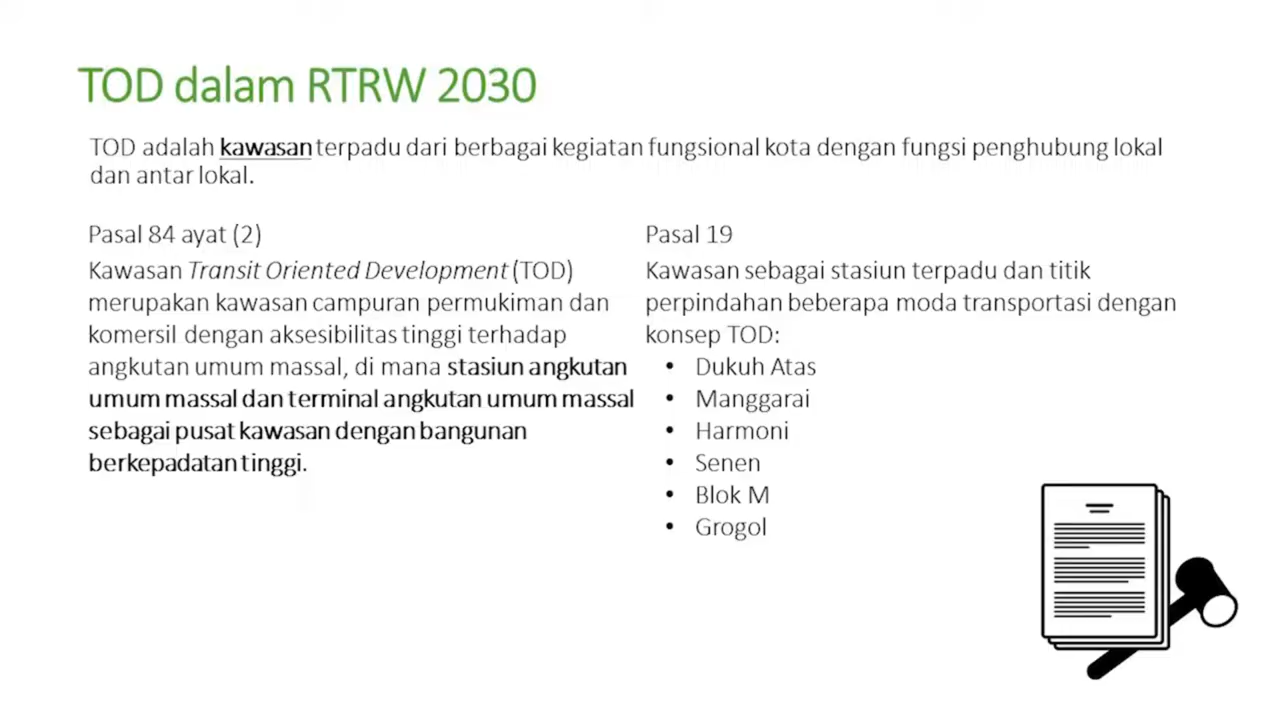 TOD dalam RTRW 2030
TOD adalah kawasan terpadu dari berbagai kegiatan fungsional kota dengan fungsi penghubung lokal
dan antar lokal.
Pasal 84 ayat (2)
Kawasan Transit Oriented Development (TOD)
merupakan kawasan campuran permukiman dan
komersil dengan aksesibilitas tinggi terhadap
angkutan umum massal, di mana stasiun angkutan
umum massal dan terminal angkutan umum massal
sebagai pusat kawasan dengan bangunan
berkepadatan tinggi.
Pasal 19
Kawasan sebagai stasiun terpadu dan titik
perpindahan beberapa moda transportasi dengan
konsep TOD:
• Dukuh Atas
• Manggarai
• Harmoni
• Senen
• Blok M
• Grogol